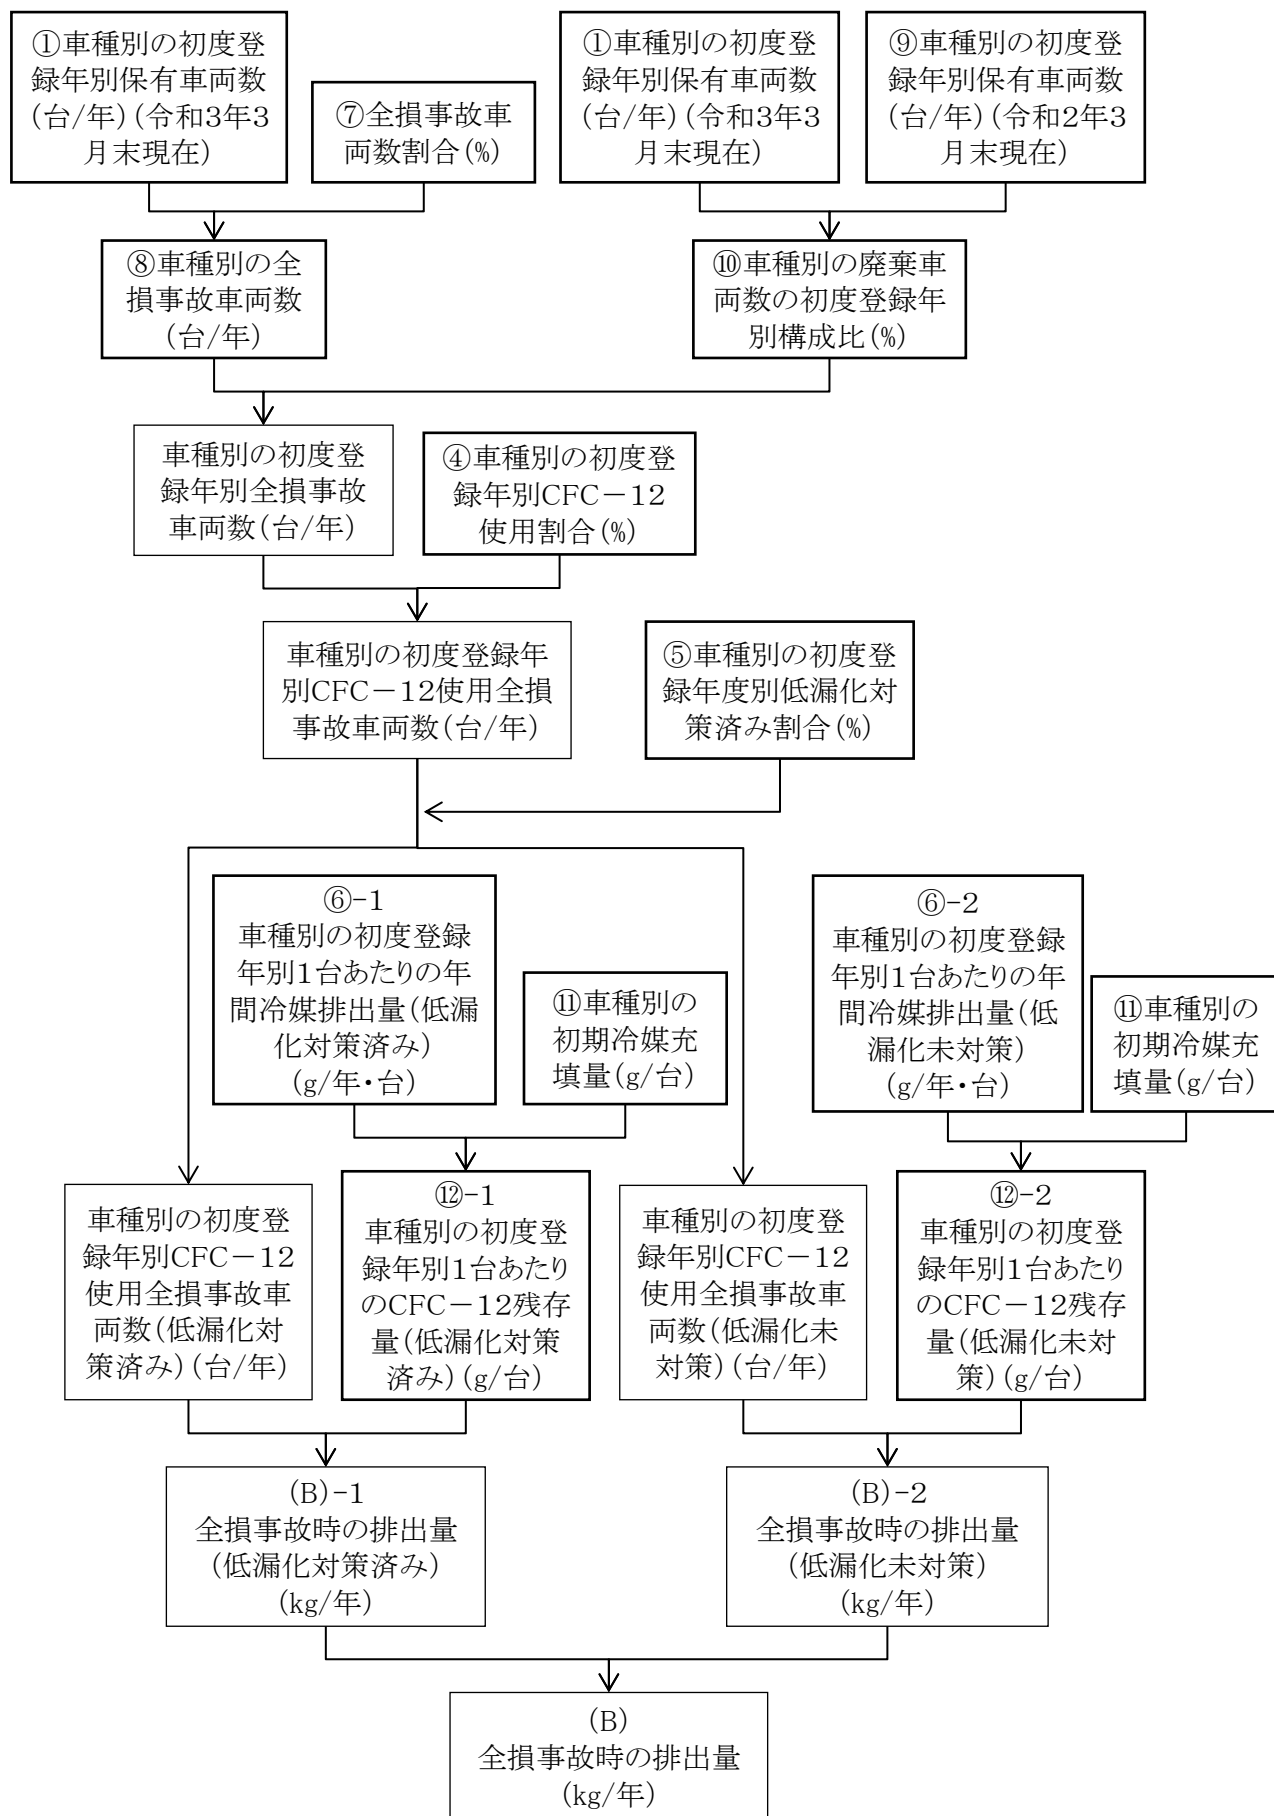 ①車種別の初度登
録年別保有車両数
(台/年)(令和3年3
月末現在)
⑦全損事故車
両数割合(%)
①車種別の初度登
録年別保有車両数
(台/年)(令和3年3
月末現在)
⑨車種別の初度登
録年別保有車両数
(台/年)(令和2年3
月末現在)
⑧車種別の全
損事故車両数
(台/年)
⑩車種別の廃棄車
両数の初度登録年
別構成比(%)
車種別の初度登
録年別全損事故
車両数(台/年)
④車種別の初度登
録年別CFC-12
使用割合(%)
車種別の初度登録年
別CFC-12使用全損
事故車両数(台/年)
⑤車種別の初度登
録年度別低漏化対
策済み割合(%)
⑥-1
車種別の初度登録
年別1台あたりの年
間冷媒排出量(低漏
化対策済み)
(g/年・台)
⑪車種別の
初期冷媒充
填量(g/台)
⑥-2
車種別の初度登録
年別1台あたりの年
間冷媒排出量(低
漏化未対策)
(g/年・台)
⑪車種別の
初期冷媒充
填量(g/台)
車種別の初度登
録年別CFC-12
使用全損事故車
両数(低漏化対
策済み)(台/年)
⑫-1
車種別の初度登
録年別1台あたり
のCFC-12残存
量(低漏化対策
済み)(g/台)
車種別の初度登
録年別CFC-12
使用全損事故車
両数(低漏化未
対策)(台/年)
⑫-2
車種別の初度登
録年別1台あたり
のCFC-12残存
量(低漏化未対
策)(g/台)
(B)-1
全損事故時の排出量
(低漏化対策済み)
(kg/年)
(B)-2
全損事故時の排出量
(低漏化未対策)
(kg/年)
(B)
全損事故時の排出量
(kg/年)